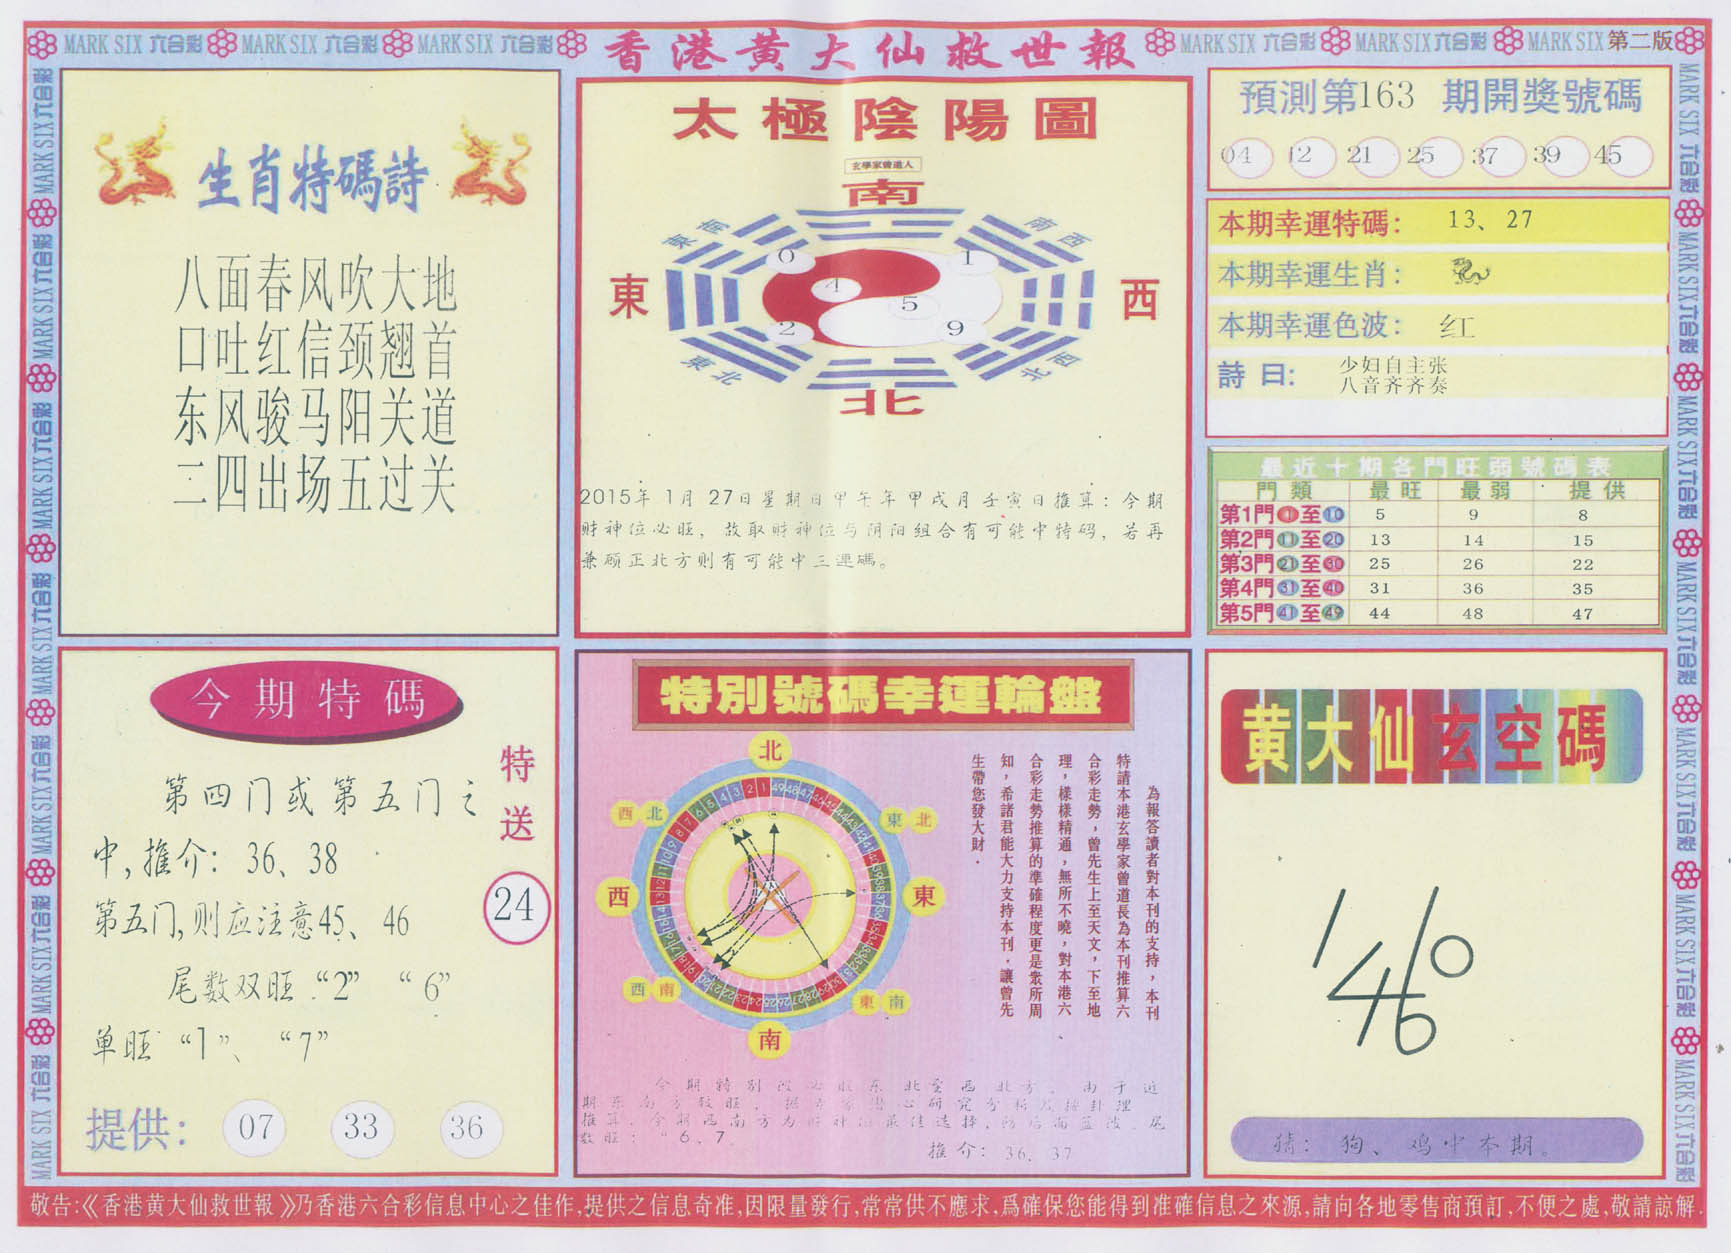 MARK SIX 六合彩 MARK SIX 六合彩 MARK SIX 六合彩
香港黄大仙救世報
MARK SIX 六合彩 MARK SIX 六合彩 MARK SIX 第二版
生肖特碼詩
八面春风吹大地
口吐红信颈翘首
东风骏马阳关道
二四出场五过关
太極陰陽圖
玄學家曾道人
南
東南
南西
東
西
0
1
4
5
2
9
東北
北西
北
2015年1月27日星期日甲午年甲戌月壬寅日推算:今期
财神位必旺,故取财神位与阴阳组合有可能中特码,若再
兼顾正北方则有可能中三連碼。
預測第163 期開獎號碼
04 12 21 25 37 39 45
本期幸運特碼: 13、27
本期幸運生肖:
本期幸運色波: 红
詩曰: 少妇自主张
八音齐齐奏
最近十期各門旺弱號碼表
門類 最旺 最弱 提供
第1門1至10 5 9 8
第2門11至20 13 14 15
第3門21至30 25 26 22
第4門31至40 31 36 35
第5門41至49 44 48 47
今期特碼
第四门或第五门之
中,推介: 36、38
第五门,则应注意45、46
尾数双旺“2”“6”
单旺“1”、“7”
特送
24
提供: 07 33 36
特別號碼幸運輪盤
北
西北
東北
西
東
西南
東南
南
為報答讀者對本刊的支持,本刊
特請本港玄學家曾道長為本刊推算六
合彩走勢,曾先生上至天文,下至地
理,樣樣精通,無所不曉,對本港六
合彩走勢推算的準確程度更是眾所周
知,希諸君能大力支持本刊,讓曾先
生帶您發大財.
推介: 36、37
黄大仙玄空碼
1460
猜: 狗、鸡中本期。
敬告:《香港黄大仙救世報》乃香港六合彩信息中心之佳作,提供之信息奇准,因限量發行,常常供不應求,爲確保您能得到准確信息之來源,請向各地零售商預訂,不便之處,敬請諒解.